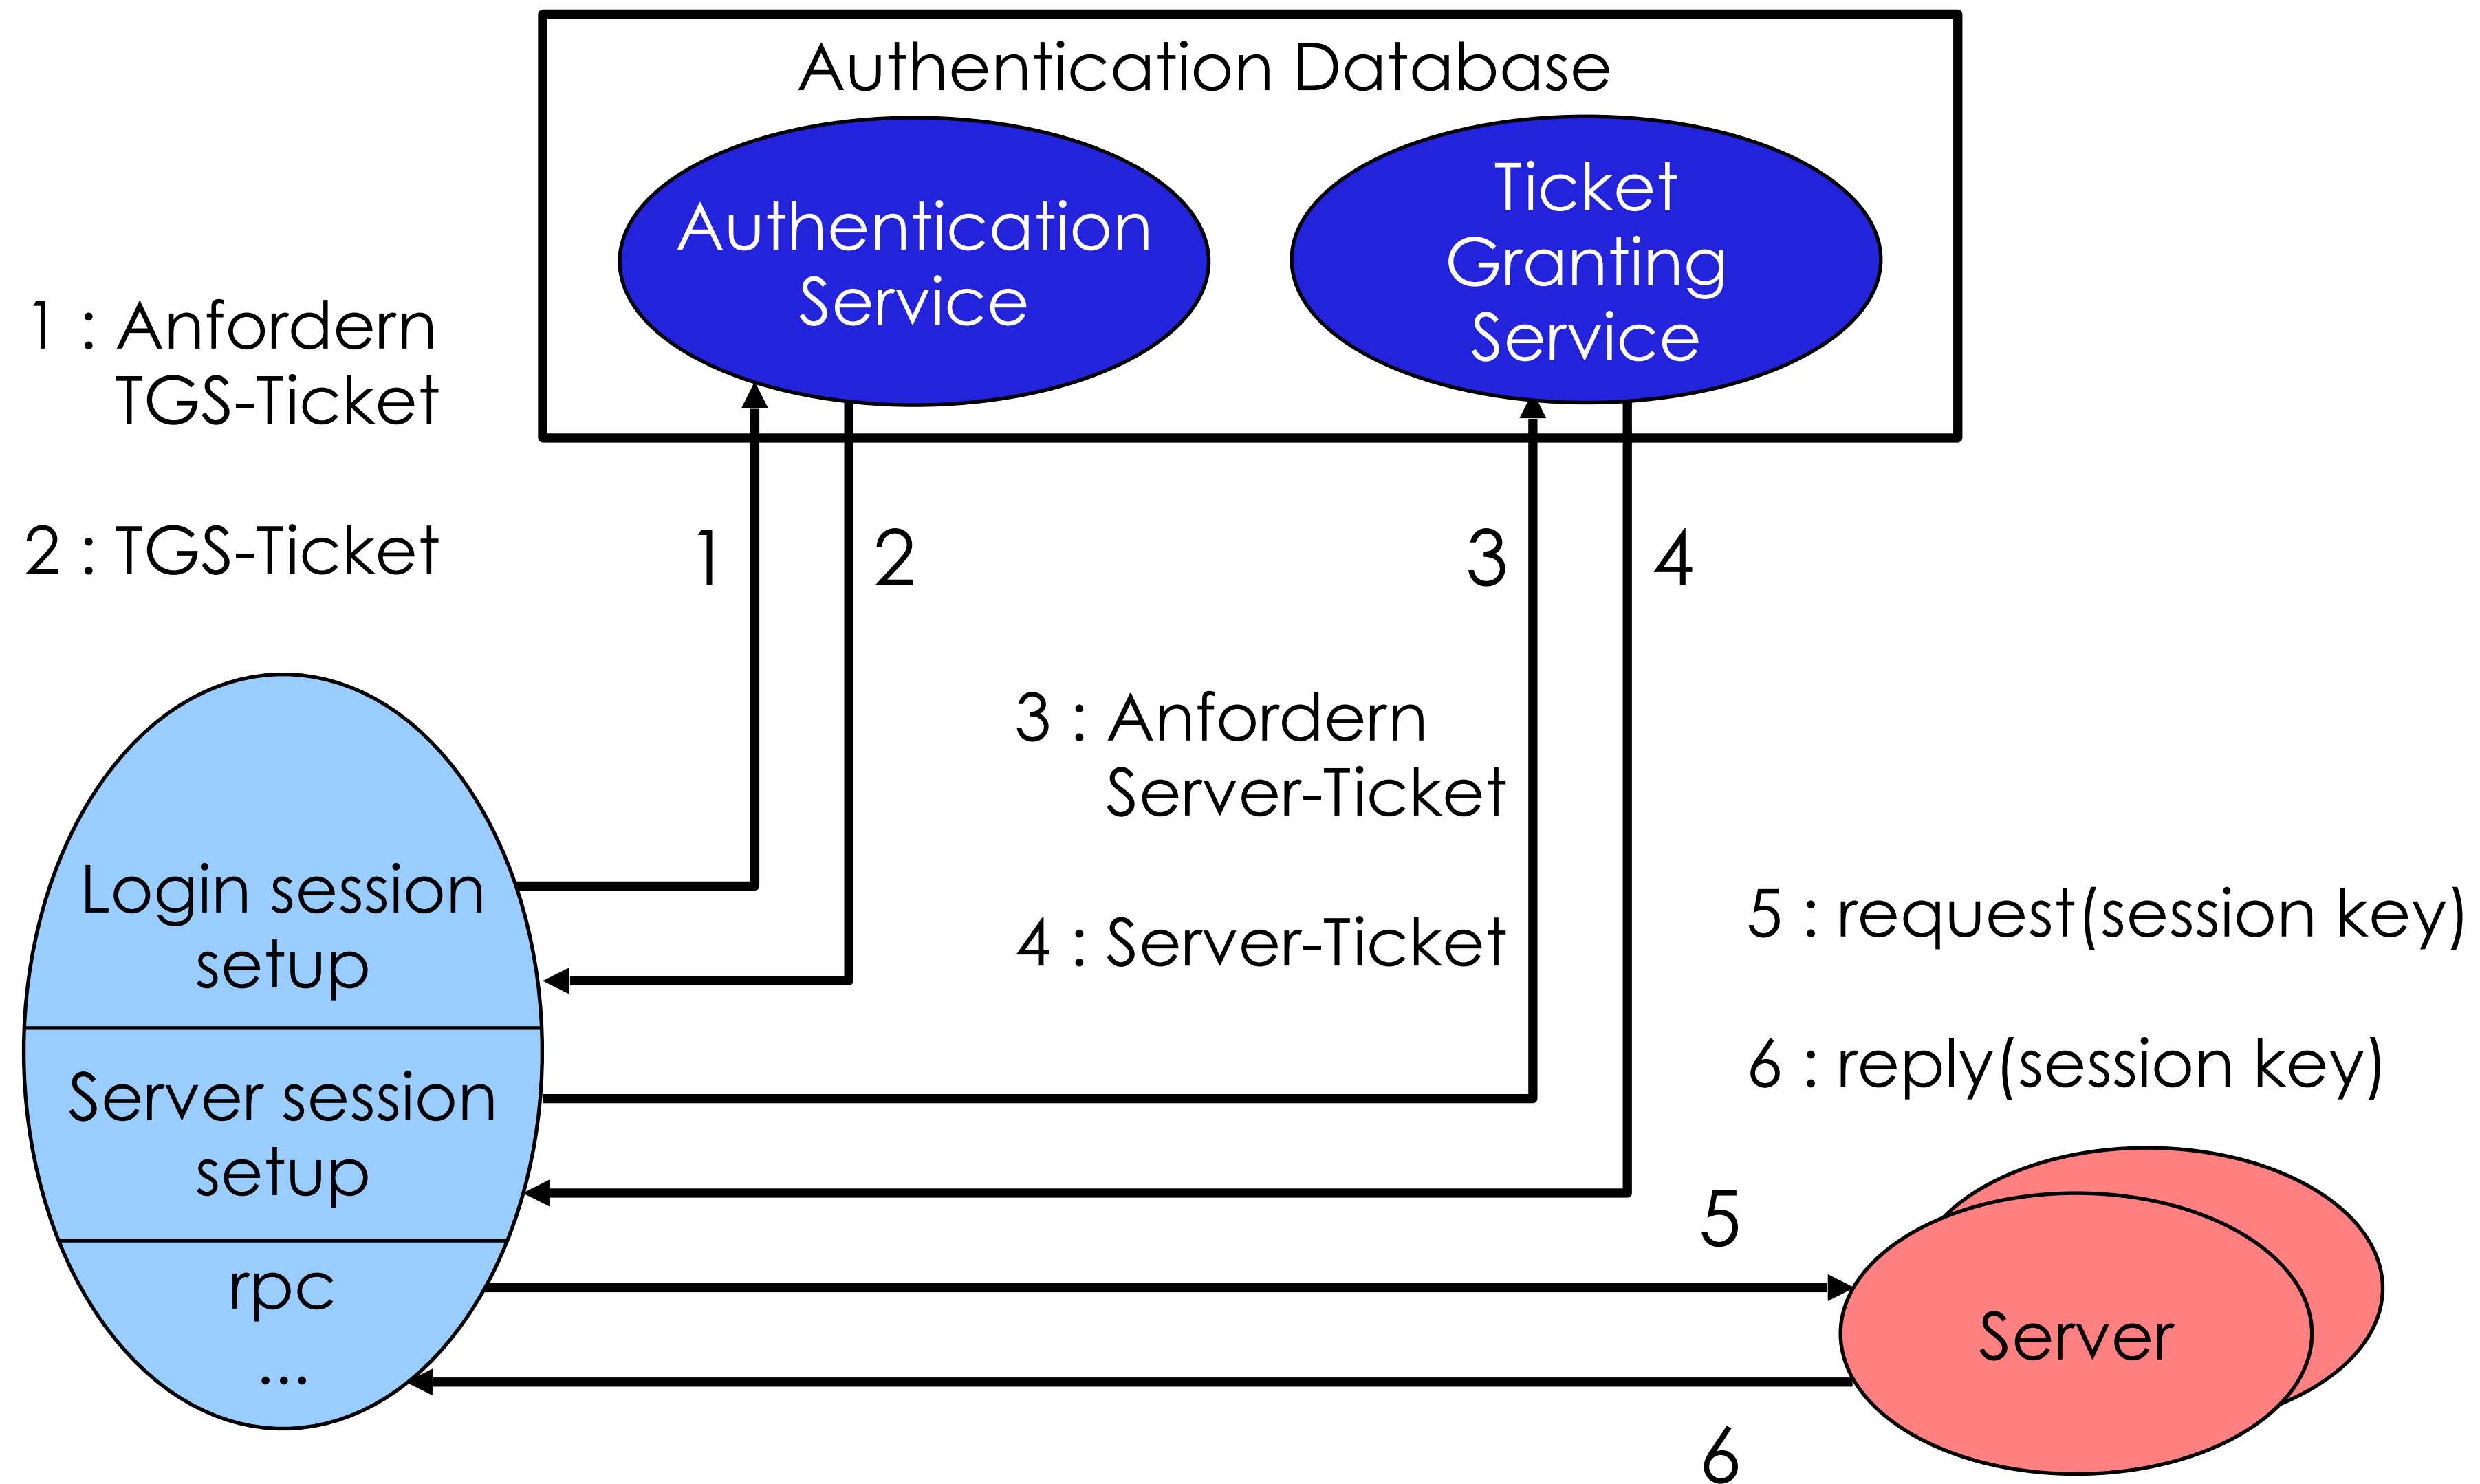 Authentication Database
Authentication
Service
Ticket
Granting
Service
1 : Anfordern
TGS-Ticket
2 : TGS-Ticket
1
2
3
4
3 : Anfordern
Server-Ticket
4 : Server-Ticket
Login session
setup
Server session
setup
rpc
...
5 : request(session key)
6 : reply(session key)
5
Server
6